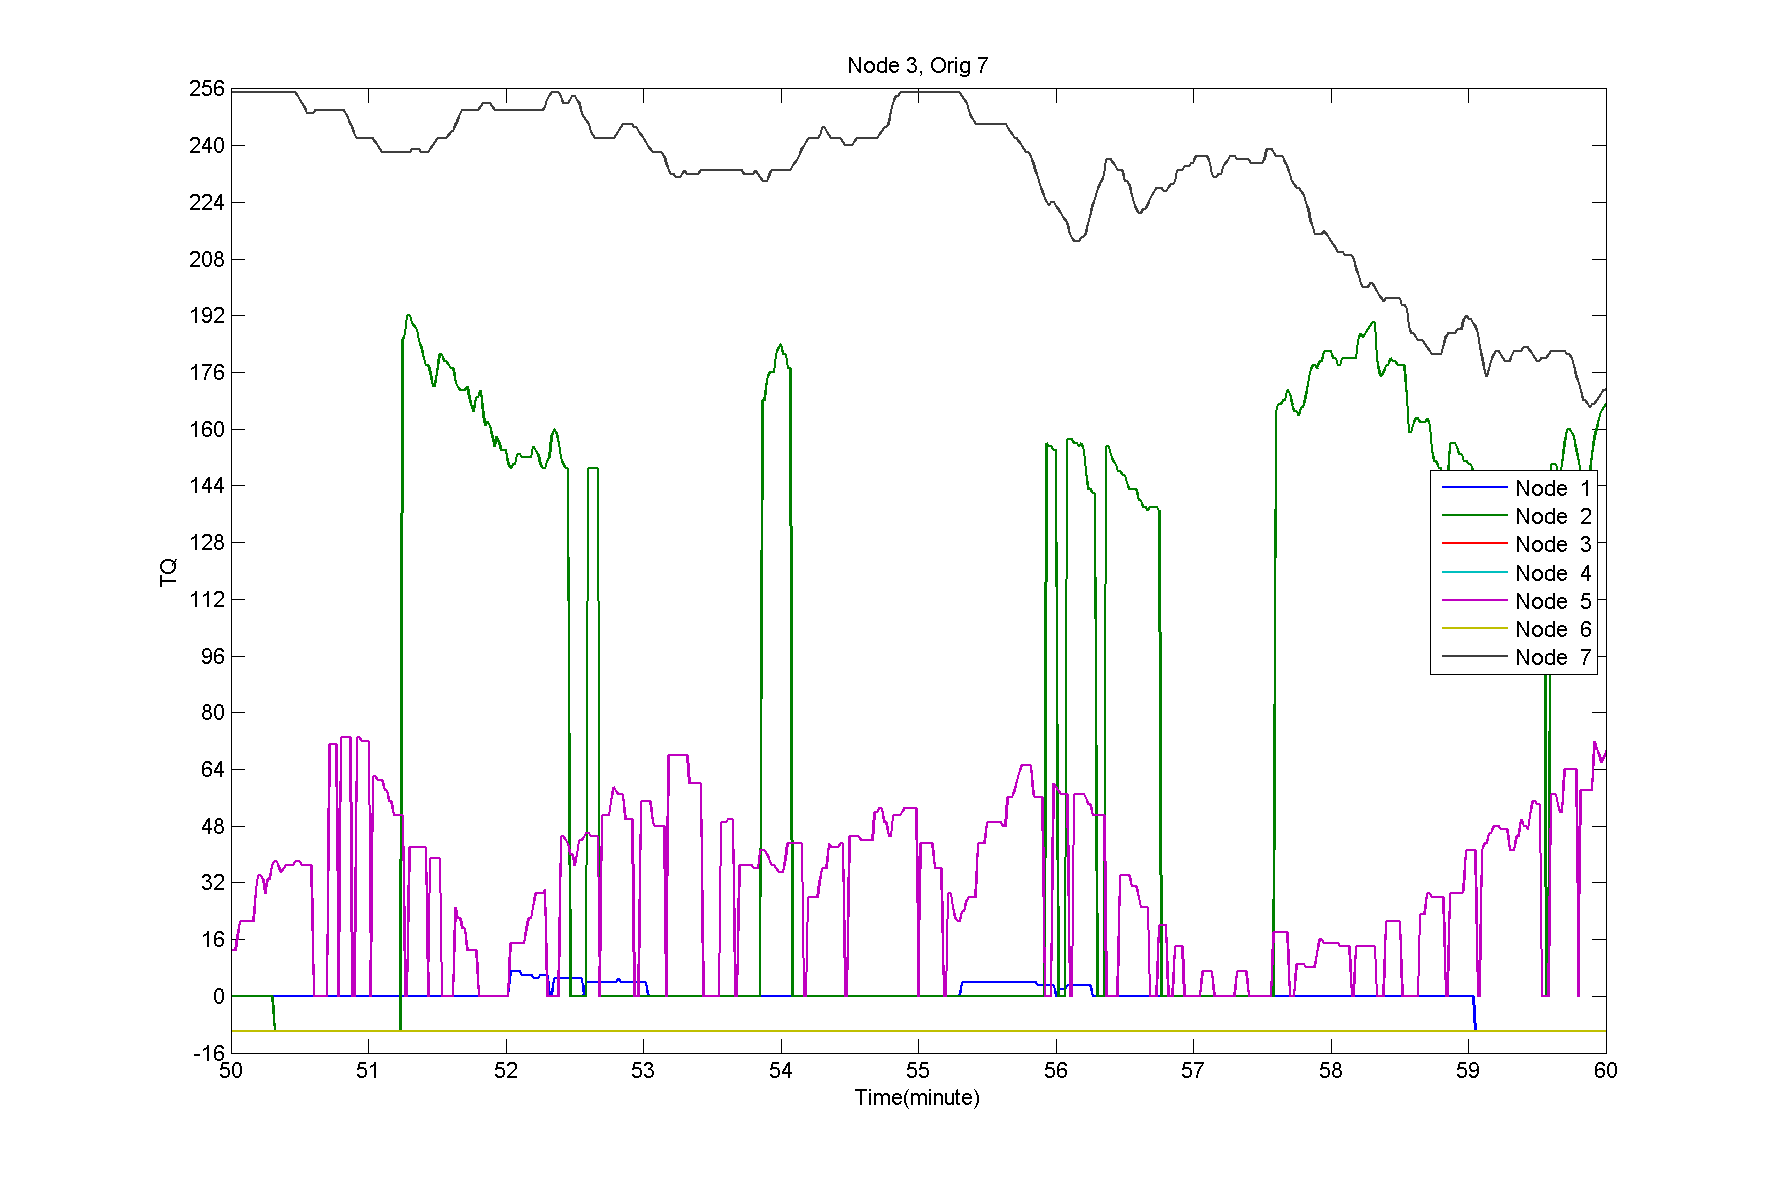 Node 3, Orig 7
256
240
224
208
192
176
160
144
128
112
96
80
64
48
32
16
0
-16
TQ
Node 1
Node 2
Node 3
Node 4
Node 5
Node 6
Node 7
50 51 52 53 54 55 56 57 58 59 60
Time(minute)